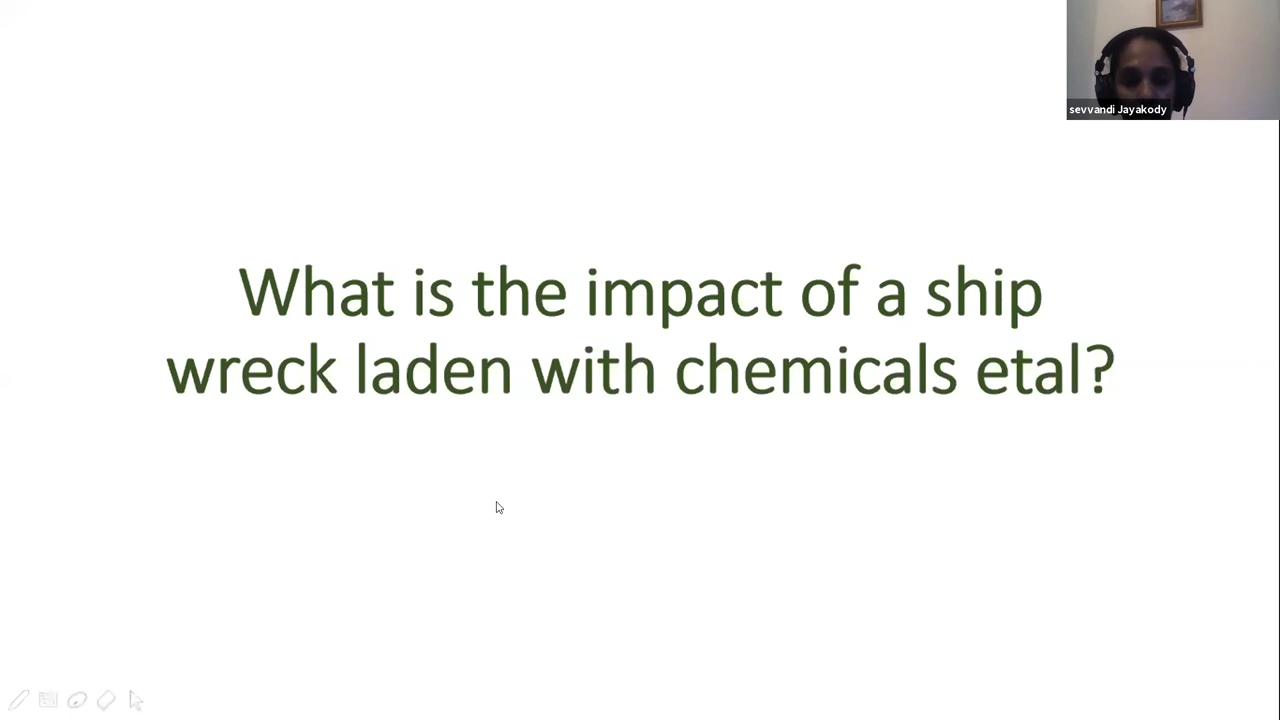 sevvandi Jayakody
What is the impact of a ship
wreck laden with chemicals etal?